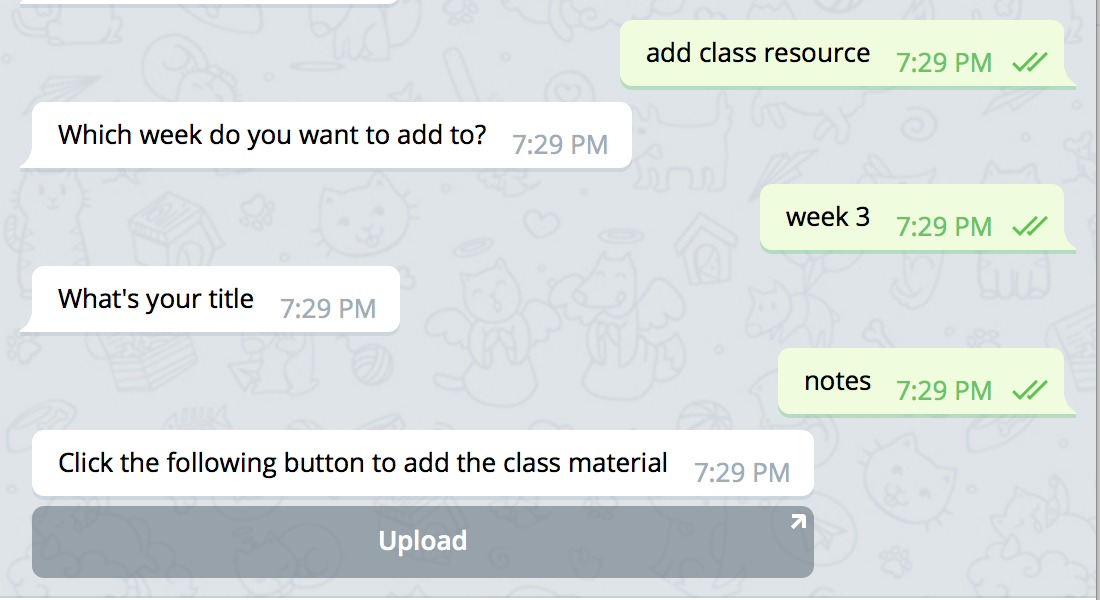 add class resource 7:29 PM
Which week do you want to add to? 7:29 PM
week 3 7:29 PM
What's your title 7:29 PM
notes 7:29 PM
Click the following button to add the class material 7:29 PM
Upload